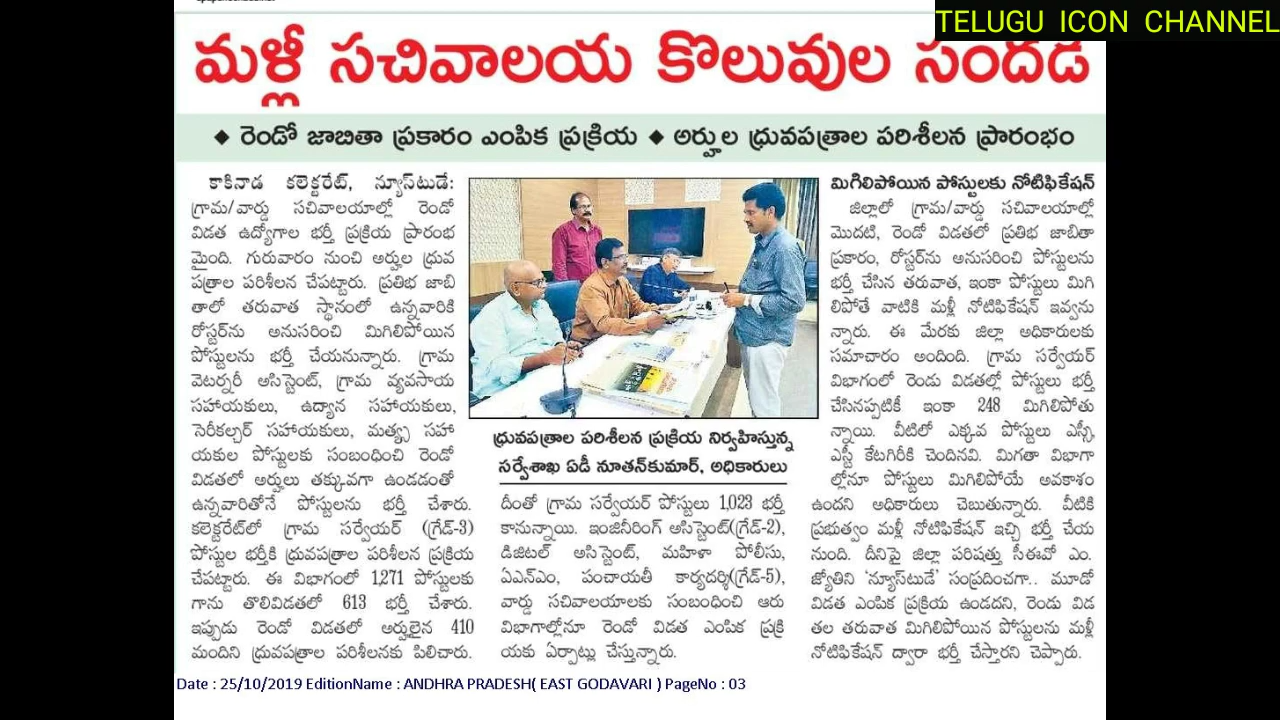 TELUGU ICON CHANNEL
మళ్లీ సచివాలయ కొలువుల సందడి
◆ రెండో జాబితా ప్రకారం ఎంపిక ప్రక్రియ ◆ అర్హుల ధ్రువపత్రాల పరిశీలన ప్రారంభం
కాకినాడ కలెక్టరేట్, న్యూస్‌టుడే:
గ్రామ/వార్డు సచివాలయాల్లో రెండో
విడత ఉద్యోగాల భర్తీ ప్రక్రియ ప్రారంభ
మైంది. గురువారం నుంచి అర్హుల ధ్రువ
పత్రాల పరిశీలన చేపట్టారు. ప్రతిభ జాబి
తాలో తరువాత స్థానంలో ఉన్నవారికి
రోస్టర్‌ను అనుసరించి మిగిలిపోయిన
పోస్టులను భర్తీ చేయనున్నారు. గ్రామ
వెటర్నరీ అసిస్టెంట్, గ్రామ వ్యవసాయ
సహాయకులు, ఉద్యాన సహాయకులు,
సెరీకల్చర్ సహాయకులు, మత్స్య సహా
యకుల పోస్టులకు సంబంధించి రెండో
విడతలో అర్హులు తక్కువగా ఉండడంతో
ఉన్నవారితోనే పోస్టులను భర్తీ చేశారు.
కలెక్టరేట్‌లో గ్రామ సర్వేయర్ (గ్రేడ్-3)
పోస్టుల భర్తీకి ధ్రువపత్రాల పరిశీలన ప్రక్రియ
చేపట్టారు. ఈ విభాగంలో 1,271 పోస్టులకు
గాను తొలివిడతలో 613 భర్తీ చేశారు.
ఇప్పుడు రెండో విడతలో అర్హులైన 410
మందిని ధ్రువపత్రాల పరిశీలనకు పిలిచారు.
ధ్రువపత్రాల పరిశీలన ప్రక్రియ నిర్వహిస్తున్న
సర్వేశాఖ ఏడీ నూతన్‌కుమార్, అధికారులు
దీంతో గ్రామ సర్వేయర్ పోస్టులు 1,023 భర్తీ
కానున్నాయి. ఇంజినీరింగ్ అసిస్టెంట్(గ్రేడ్-2),
డిజిటల్ అసిస్టెంట్, మహిళా పోలీసు,
ఏఎన్ఎం, పంచాయతీ కార్యదర్శి(గ్రేడ్-5),
వార్డు సచివాలయాలకు సంబంధించి ఆరు
విభాగాల్లోనూ రెండో విడత ఎంపిక ప్రక్రి
యకు ఏర్పాట్లు చేస్తున్నారు.
మిగిలిపోయిన పోస్టులకు నోటిఫికేషన్
జిల్లాలో గ్రామ/వార్డు సచివాలయాల్లో
మొదటి, రెండో విడతలో ప్రతిభ జాబితా
ప్రకారం, రోస్టర్‌ను అనుసరించి పోస్టులను
భర్తీ చేసిన తరువాత, ఇంకా పోస్టులు మిగి
లిపోతే వాటికి మళ్లీ నోటిఫికేషన్ ఇవ్వను
న్నారు. ఈ మేరకు జిల్లా అధికారులకు
సమాచారం అందింది. గ్రామ సర్వేయర్
విభాగంలో రెండు విడతల్లో పోస్టులు భర్తీ
చేసినప్పటికీ ఇంకా 248 మిగిలిపోతు
న్నాయి. వీటిలో ఎక్కువ పోస్టులు ఎస్సీ,
ఎస్టీ కేటగిరీకి చెందినవి. మిగతా విభాగా
ల్లోనూ పోస్టులు మిగిలిపోయే అవకాశం
ఉందని అధికారులు చెబుతున్నారు. వీటికి
ప్రభుత్వం మళ్లీ నోటిఫికేషన్ ఇచ్చి భర్తీ చేయ
నుంది. దీనిపై జిల్లా పరిషత్తు సీఈవో ఎం.
జ్యోతిని 'న్యూస్‌టుడే' సంప్రదించగా.. మూడో
విడత ఎంపిక ప్రక్రియ ఉండదని, రెండు విడ
తల తరువాత మిగిలిపోయిన పోస్టులను మళ్లీ
నోటిఫికేషన్ ద్వారా భర్తీ చేస్తారని చెప్పారు.
Date : 25/10/2019 EditionName : ANDHRA PRADESH( EAST GODAVARI ) PageNo : 03